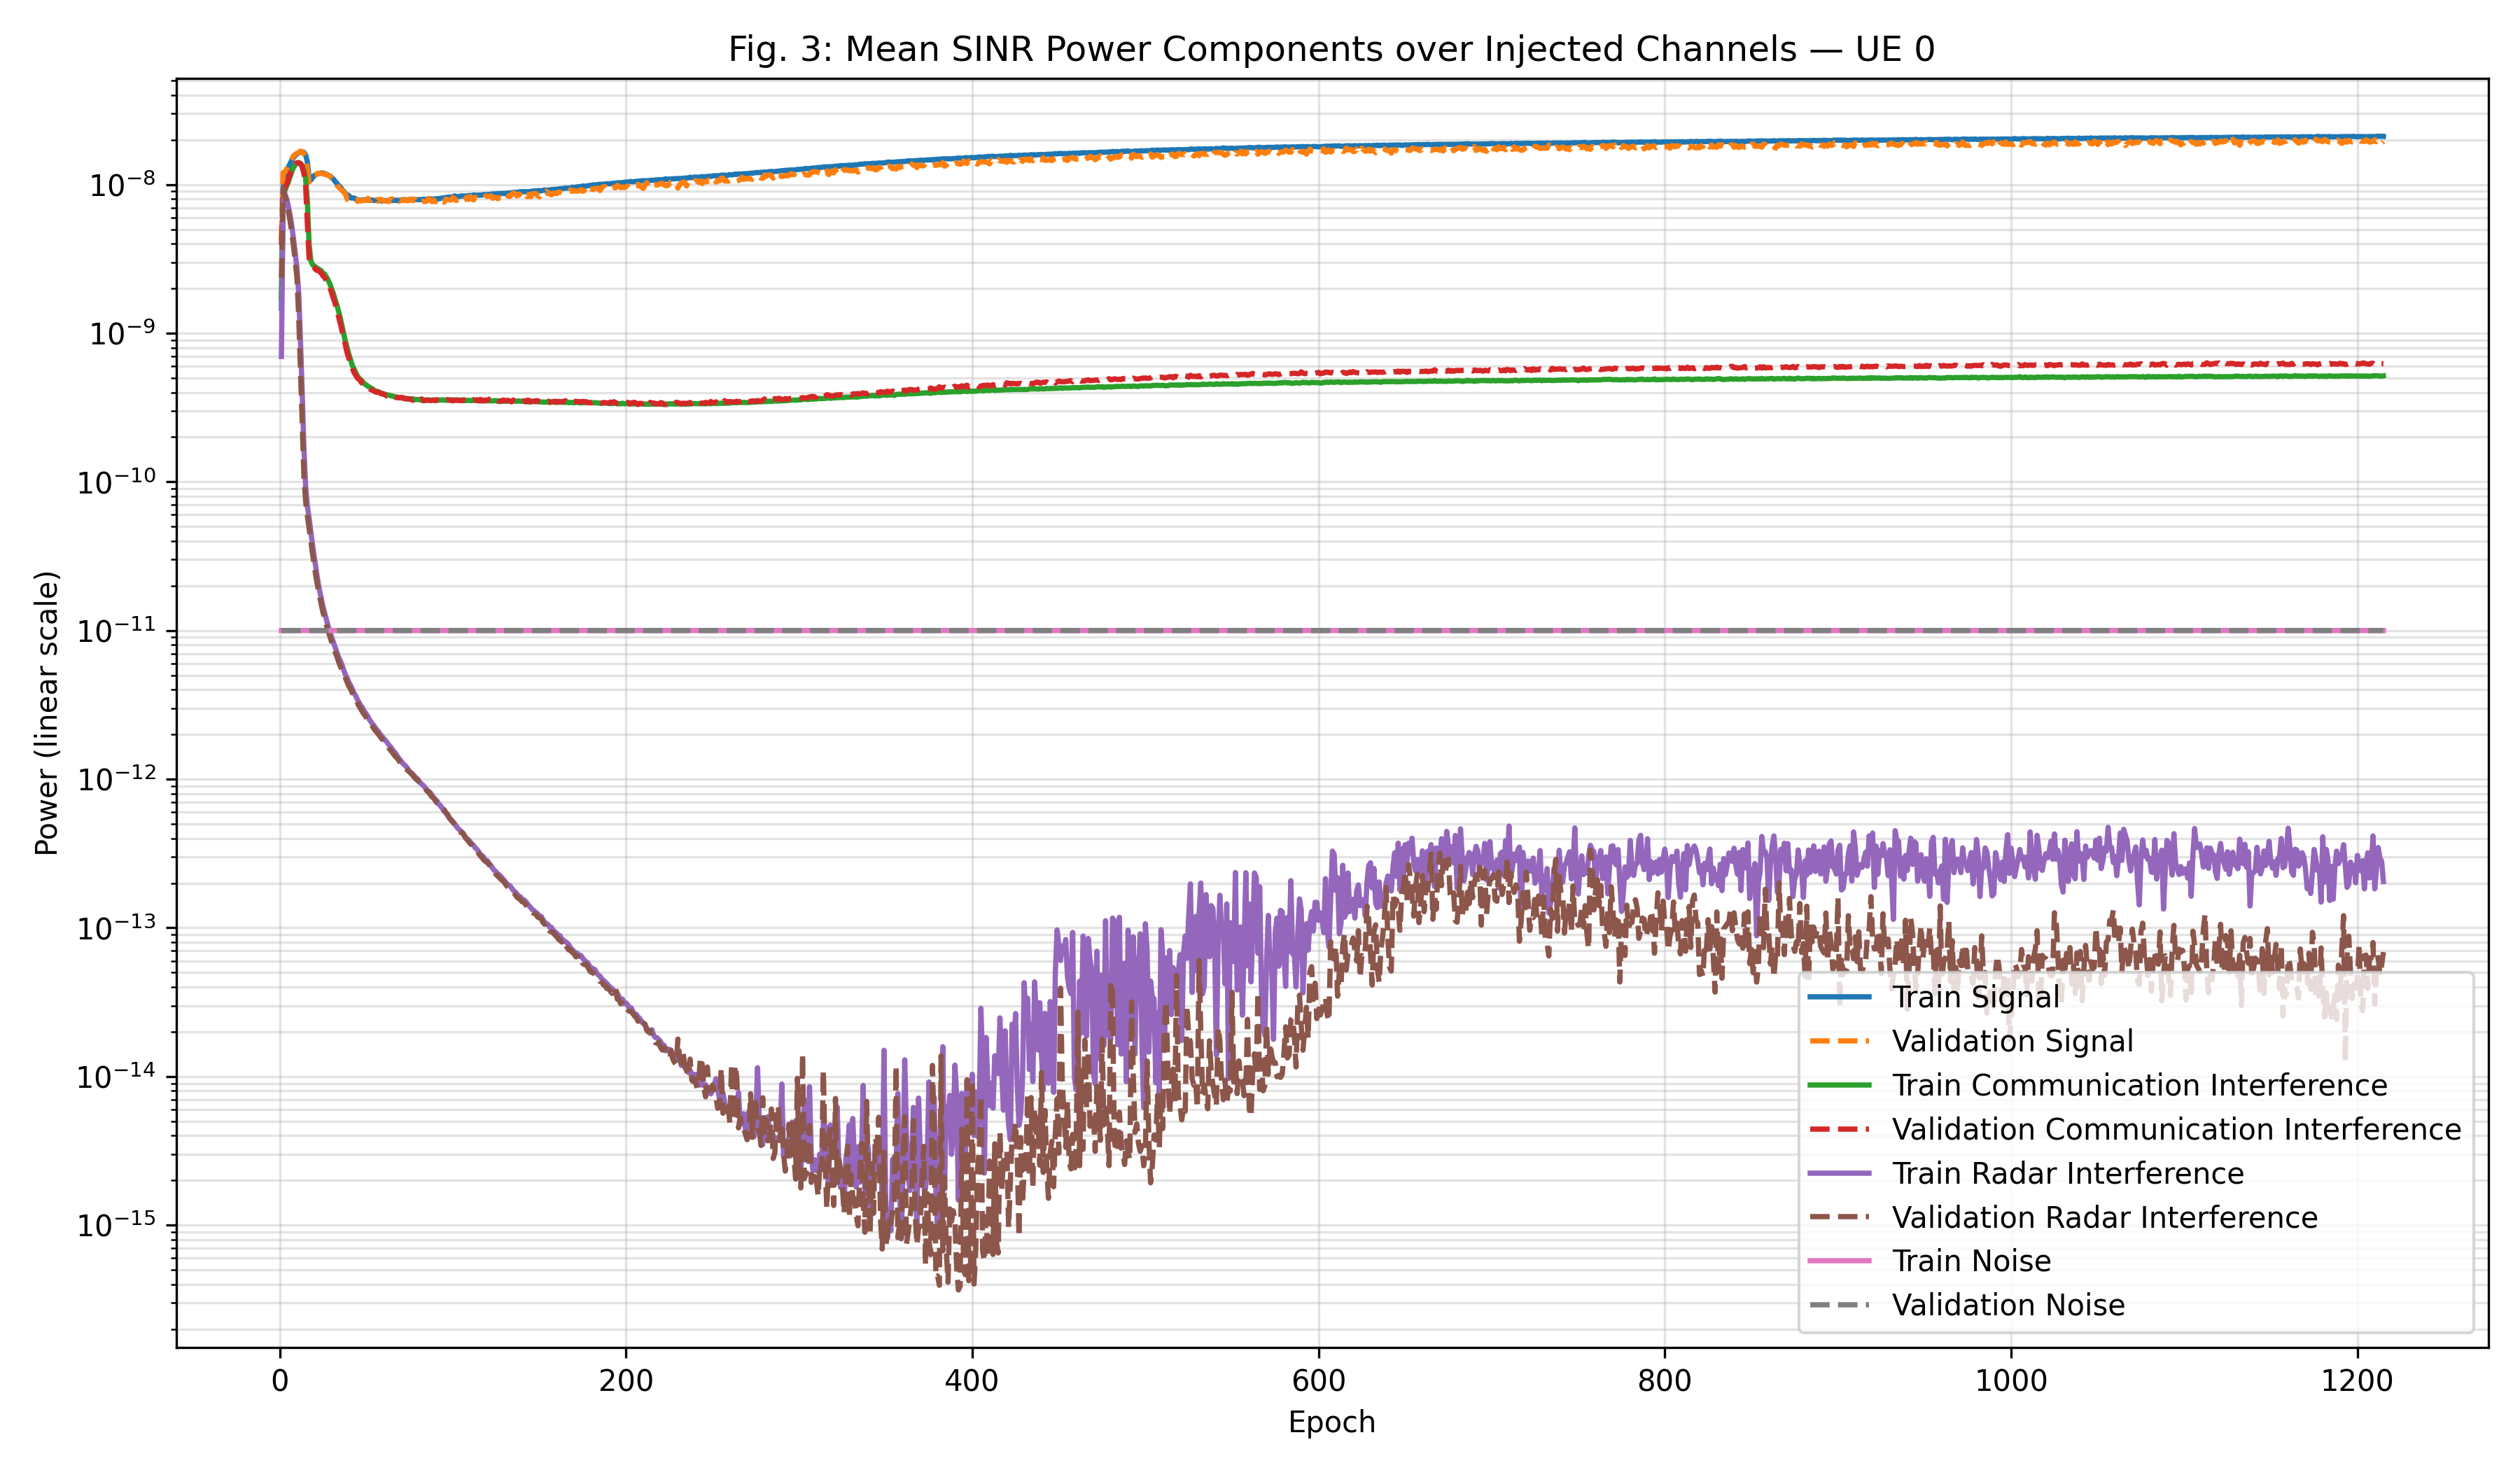 Fig. 3: Mean SINR Power Components over Injected Channels — UE 0
Power (linear scale)
10⁻⁸
10⁻⁹
10⁻¹⁰
10⁻¹¹
10⁻¹²
10⁻¹³
10⁻¹⁴
10⁻¹⁵
Train Signal
Validation Signal
Train Communication Interference
Validation Communication Interference
Train Radar Interference
Validation Radar Interference
Train Noise
Validation Noise
0 200 400 600 800 1000 1200
Epoch